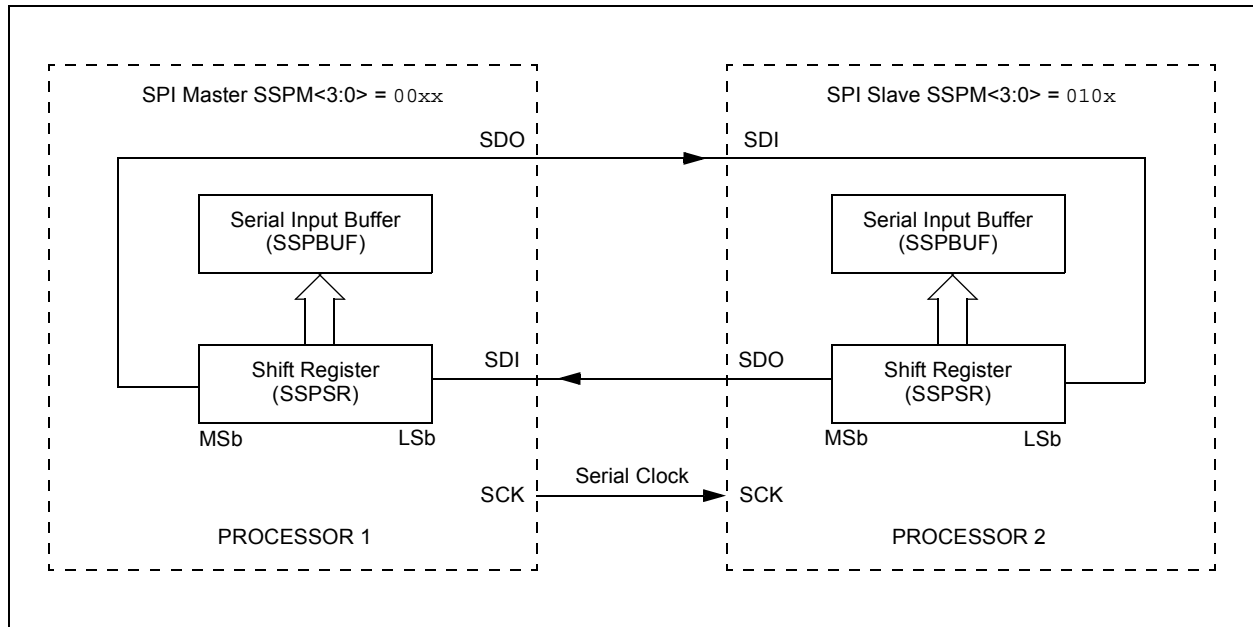 SPI Master SSPM<3:0> = 00xx
SPI Slave SSPM<3:0> = 010x
SDO
SDI
Serial Input Buffer
(SSPBUF)
Serial Input Buffer
(SSPBUF)
Shift Register
(SSPSR)
SDI
SDO
Shift Register
(SSPSR)
MSb
LSb
MSb
LSb
Serial Clock
SCK
SCK
PROCESSOR 1
PROCESSOR 2